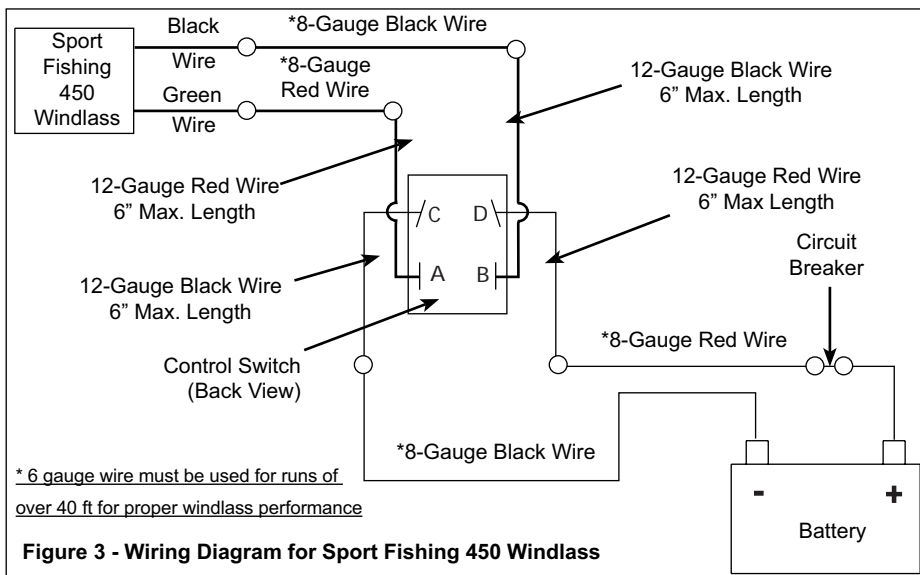 Sport
Fishing
450
Windlass
Black
Wire
*8-Gauge Black Wire
Green
Wire
*8-Gauge
Red Wire
12-Gauge Black Wire
6” Max. Length
12-Gauge Red Wire
6” Max. Length
12-Gauge Red Wire
6” Max Length
C
D
A
B
Circuit
Breaker
12-Gauge Black Wire
6” Max. Length
Control Switch
(Back View)
*8-Gauge Red Wire
*8-Gauge Black Wire
-
+
Battery
* 6 gauge wire must be used for runs of
over 40 ft for proper windlass performance
Figure 3 - Wiring Diagram for Sport Fishing 450 Windlass